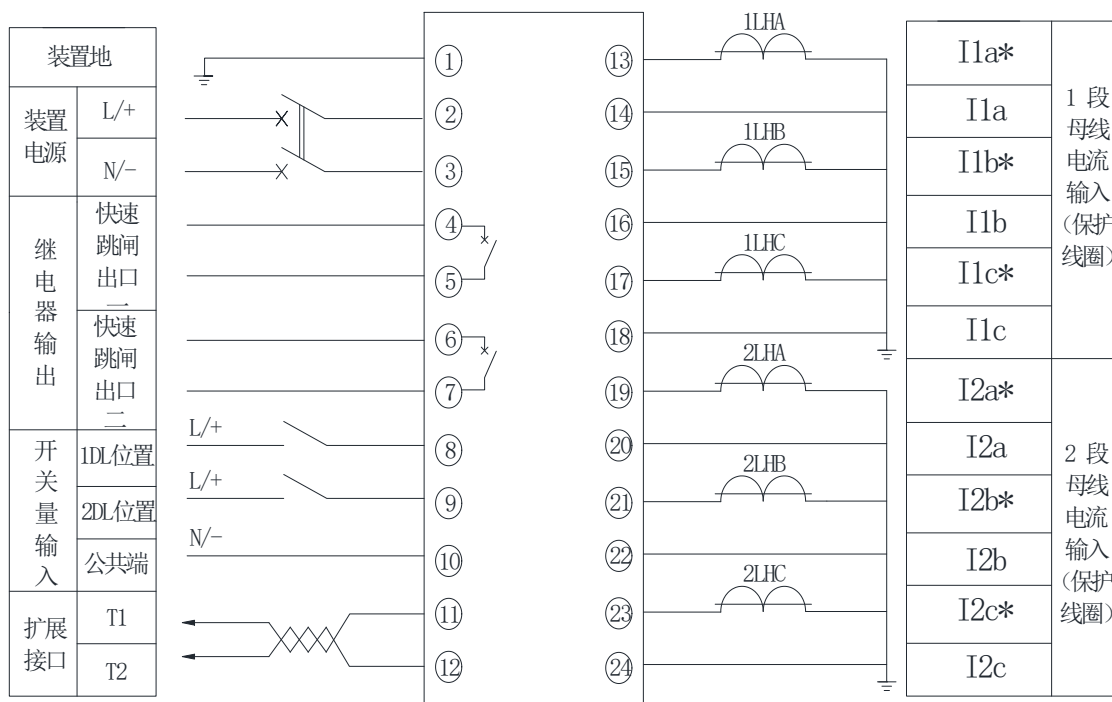 装置地
装置
电源
L/+
N/-
继
电
器
输
出
快速
跳闸
出口
一
快速
跳闸
出口
二
开
关
量
输
入
1DL位置
2DL位置
公共端
扩展
接口
T1
T2
L/+
L/+
N/-
①
②
③
④
⑤
⑥
⑦
⑧
⑨
⑩
⑪
⑫
⑬
⑭
⑮
⑯
⑰
⑱
⑲
⑳
㉑
㉒
㉓
㉔
1LHA
1LHB
1LHC
2LHA
2LHB
2LHC
I1a*
I1a
I1b*
I1b
I1c*
I1c
I2a*
I2a
I2b*
I2b
I2c*
I2c
1 段
母线
电流
输入
(保护
线圈)
2 段
母线
电流
输入
(保护
线圈)